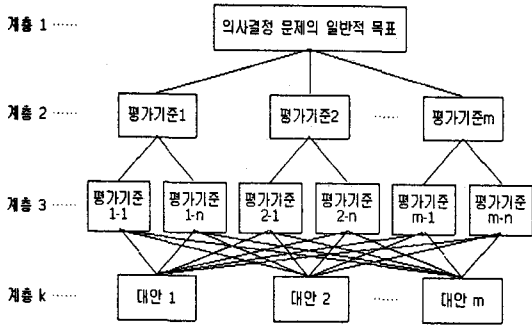 계층 1 ······ 의사결정 문제의 일반적 목표
계층 2 ······ 평가기준1 평가기준2 ······ 평가기준m
계층 3 ······ 평가기준 1-1 평가기준 1-n 평가기준 2-1 평가기준 2-n 평가기준 m-1 평가기준 m-n
계층 k ······ 대안 1 대안 2 ······ 대안 m